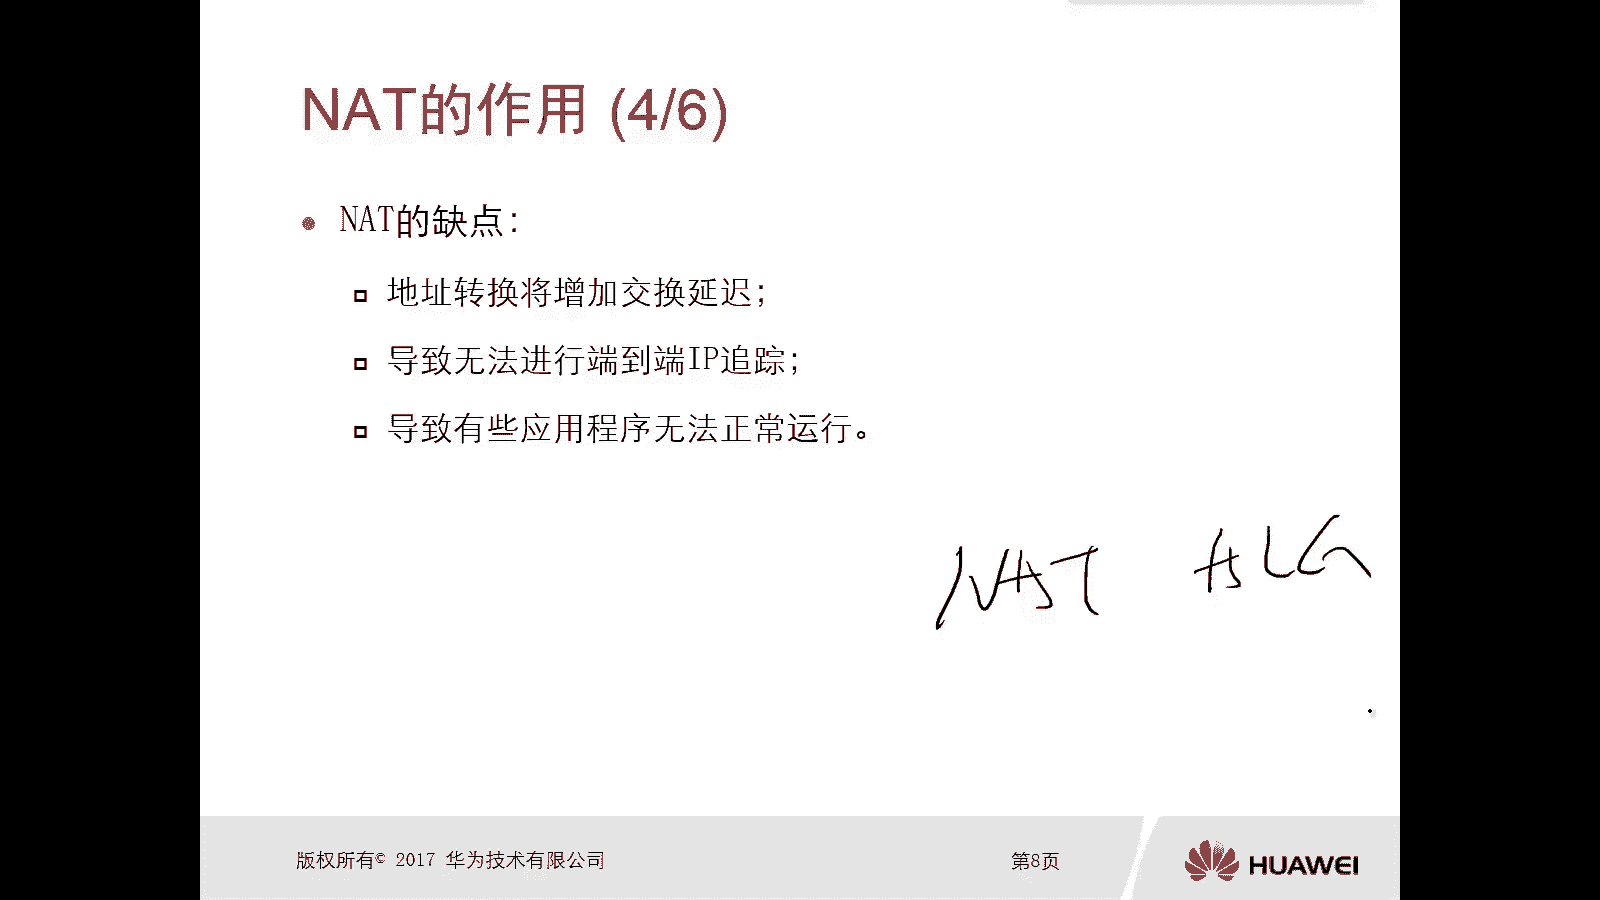 NAT的作用 (4/6)
NAT的缺点：
地址转换将增加交换延迟；
导致无法进行端到端IP追踪；
导致有些应用程序无法正常运行。
NAT ALG
版权所有© 2017 华为技术有限公司
第8页
HUAWEI